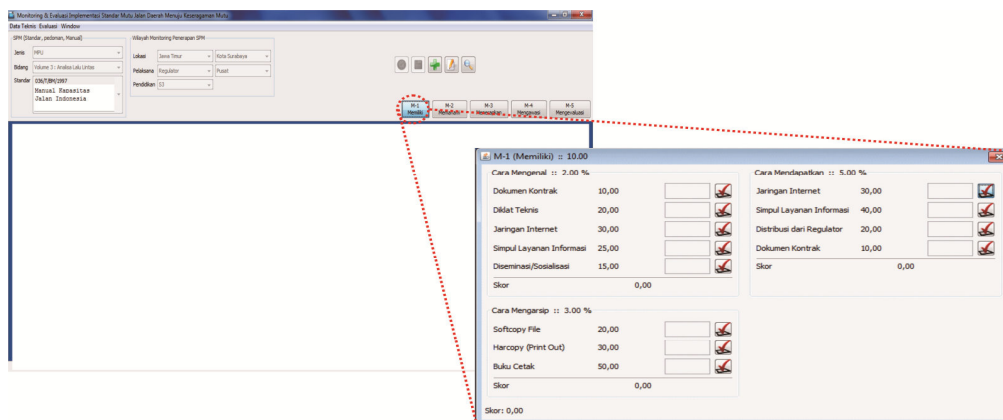 Monitoring & Evaluasi Implementasi Standar Mutu Jalan Daerah Menuju Keseragaman Mutu
Data Teknis Evaluasi Window
SPM (Standar, pedoman, Manual)
Jenis MPU
Bidang Volume 3 : Analisa Lalu Lintas
Standar 036/T/BM/1997
Manual Kapasitas
Jalan Indonesia
Wilayah Monitoring Penerapan SPM
Lokasi Jawa Timur Kota Surabaya
Pelaksana Regulator Pusat
Pendidikan S3
M-1 Memiliki
M-2 Memahami
M-3 Menerapkan
M-4 Mengawasi
M-5 Mengevaluasi
M-1 (Memiliki) :: 10.00
Cara Mengenal :: 2.00 %
Dokumen Kontrak 10,00
Diklat Teknis 20,00
Jaringan Internet 30,00
Simpul Layanan Informasi 25,00
Diseminasi/Sosialisasi 15,00
Skor 0,00
Cara Mendapatkan :: 5.00 %
Jaringan Internet 30,00
Simpul Layanan Informasi 40,00
Distribusi dari Regulator 20,00
Dokumen Kontrak 10,00
Skor 0,00
Cara Mengarsip :: 3.00 %
Softcopy File 20,00
Harcopy (Print Out) 30,00
Buku Cetak 50,00
Skor 0,00
Skor: 0,00